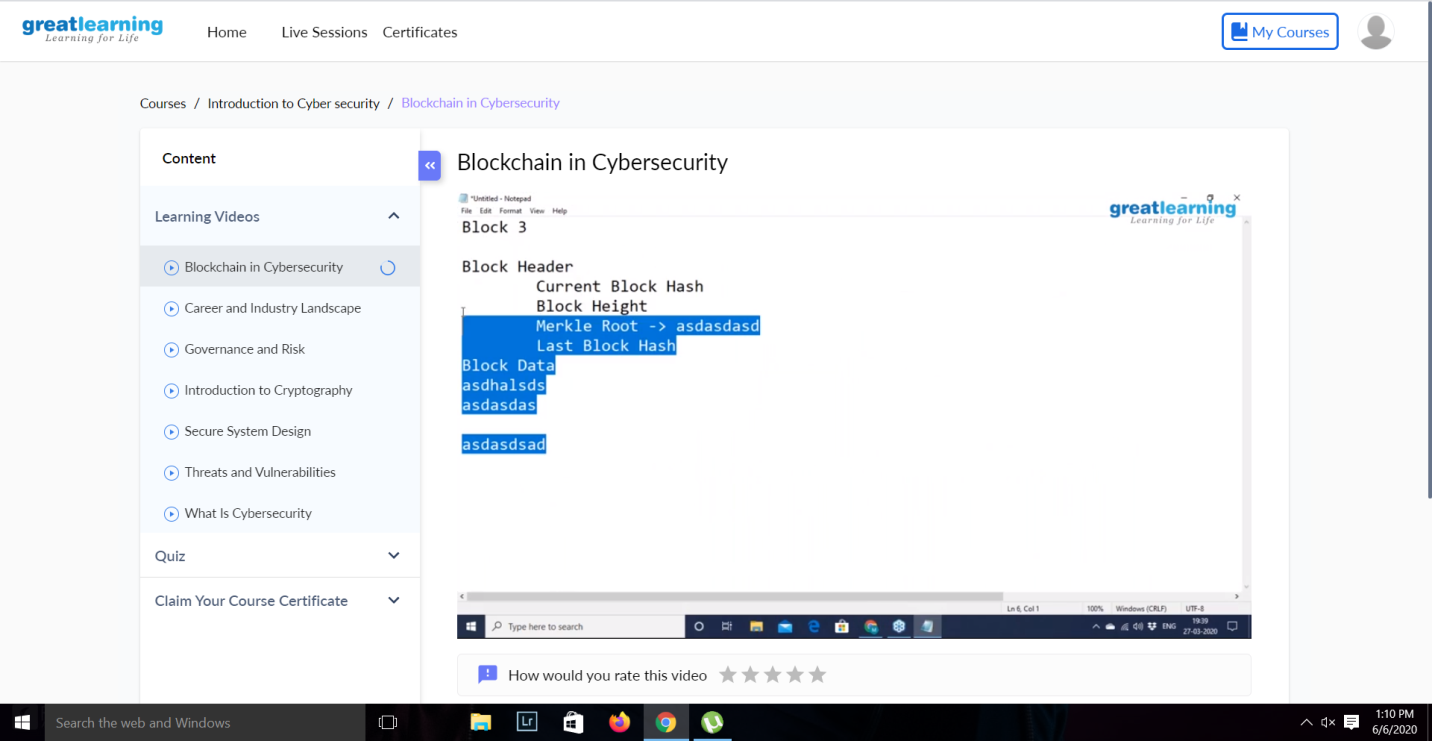 greatlearning
Learning for Life
Home Live Sessions Certificates
My Courses
Courses / Introduction to Cyber security / Blockchain in Cybersecurity
Content
Learning Videos
Blockchain in Cybersecurity
Career and Industry Landscape
Governance and Risk
Introduction to Cryptography
Secure System Design
Threats and Vulnerabilities
What Is Cybersecurity
Quiz
Claim Your Course Certificate
«
Blockchain in Cybersecurity
*Untitled - Notepad
File Edit Format View Help
greatlearning
Learning for Life
Block 3
Block Header
Current Block Hash
Block Height
Merkle Root -> asdasdasd
Last Block Hash
Block Data
asdhalsds
asdasdas
asdasdsad
Ln 6, Col 1 100% Windows (CRLF) UTF-8
Type here to search
ENG
19:39
27-03-2020
How would you rate this video
Search the web and Windows
Lr
1:10 PM
6/6/2020